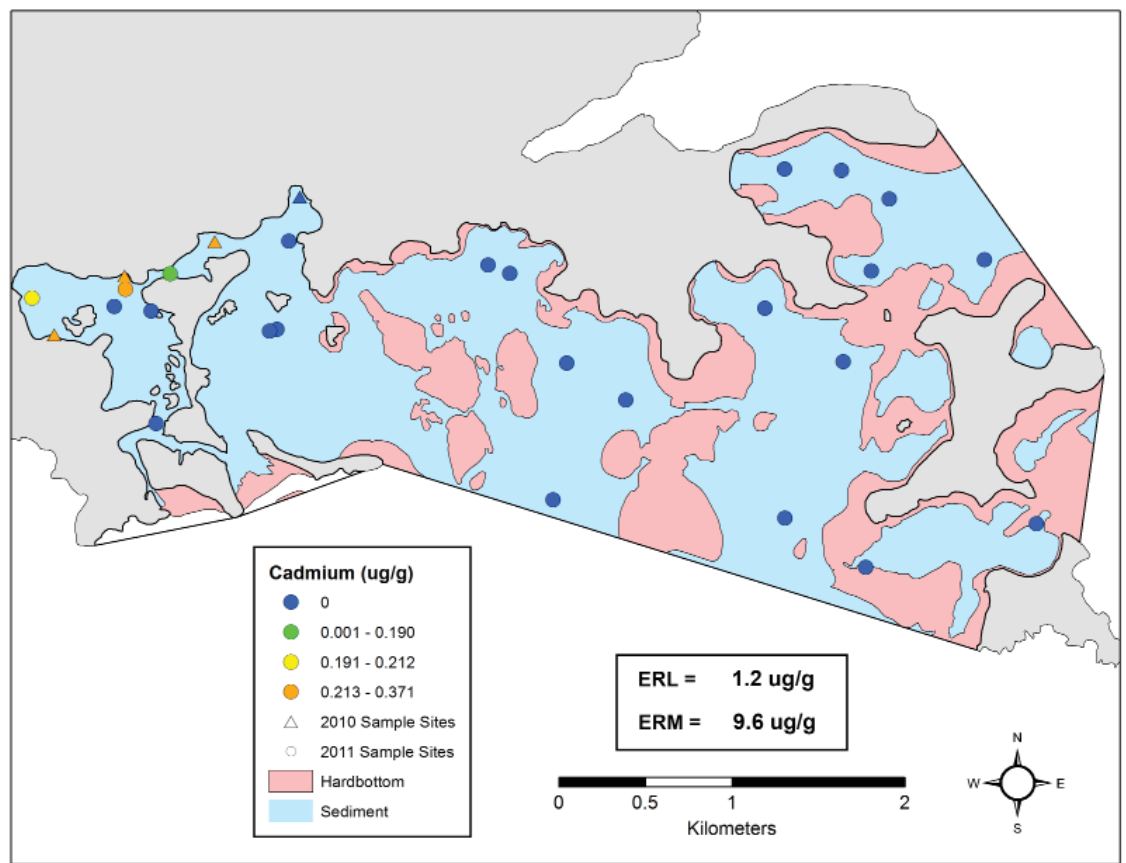 Cadmium (ug/g)
0
0.001 - 0.190
0.191 - 0.212
0.213 - 0.371
2010 Sample Sites
2011 Sample Sites
Hardbottom
Sediment
ERL = 1.2 ug/g
ERM = 9.6 ug/g
0 0.5 1 2
Kilometers
N
W E
S